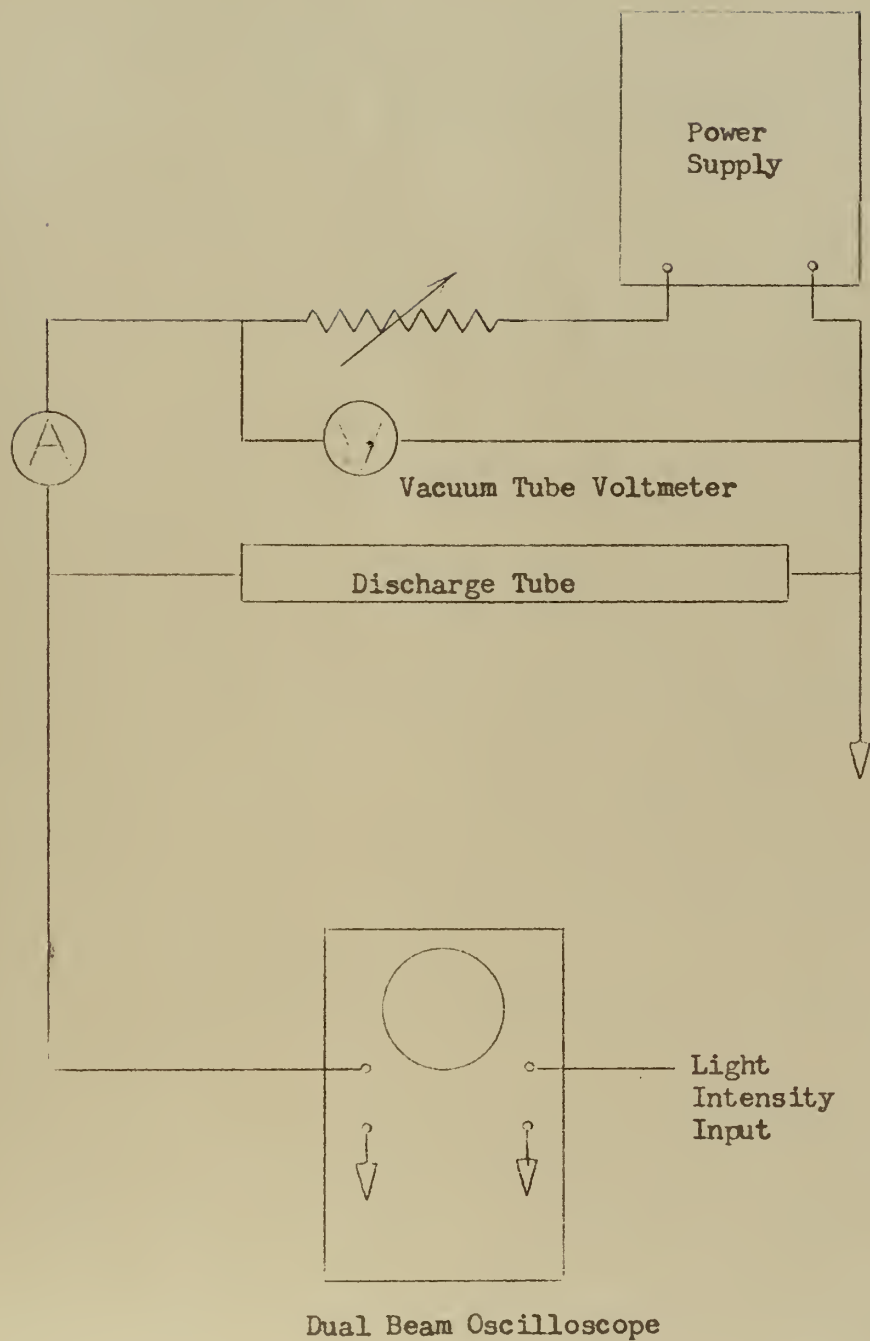 Power
Supply
A
V
Vacuum Tube Voltmeter
Discharge Tube
Light
Intensity
Input
Dual Beam Oscilloscope